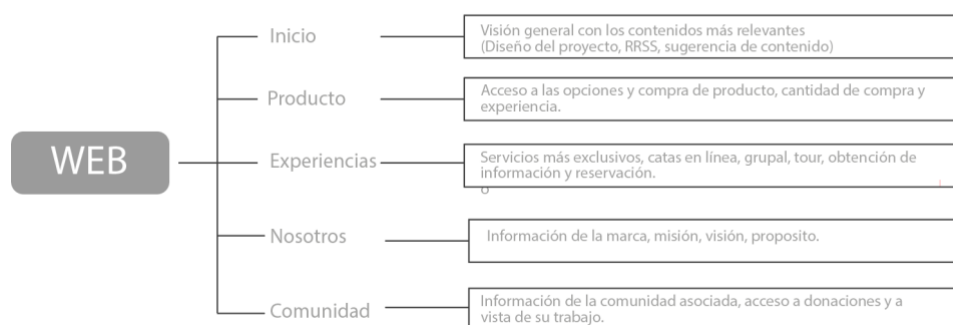 Inicio
Visión general con los contenidos más relevantes
(Diseño del proyecto, RRSS, sugerencia de contenido)
Producto
Acceso a las opciones y compra de producto, cantidad de compra y
experiencia.
WEB
Experiencias
Servicios más exclusivos, catas en línea, grupal, tour, obtención de
información y reservación.
o
Nosotros
Información de la marca, misión, visión, proposito.
Comunidad
Información de la comunidad asociada, acceso a donaciones y a
vista de su trabajo.